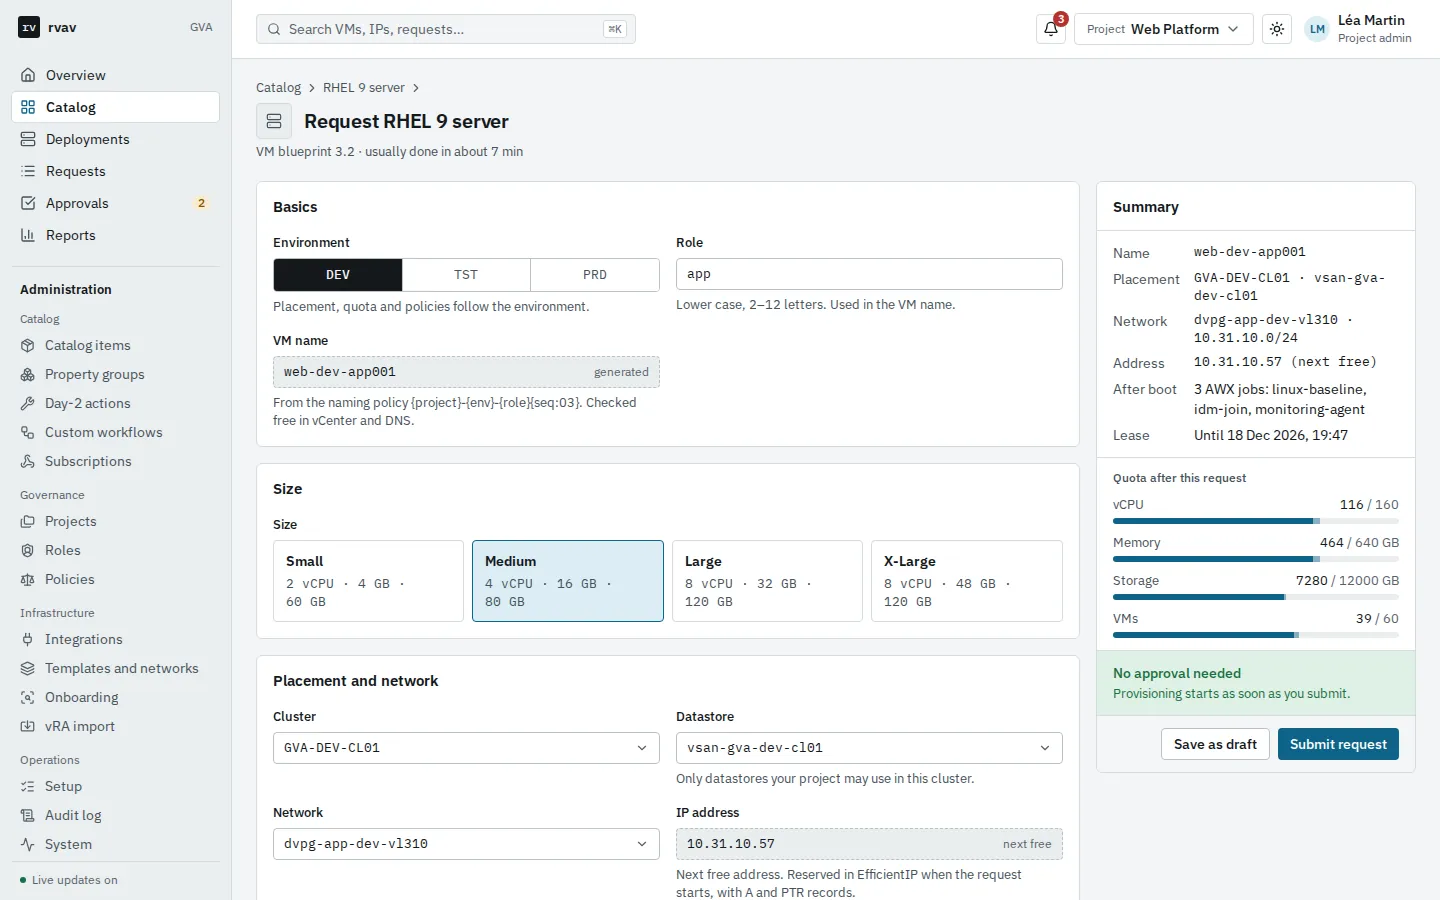 rv rvav GVA
Overview
Catalog
Deployments
Requests
Approvals 2
Reports
Administration
Catalog
Catalog items
Property groups
Day-2 actions
Custom workflows
Subscriptions
Governance
Projects
Roles
Policies
Infrastructure
Integrations
Templates and networks
Onboarding
vRA import
Operations
Setup
Audit log
System
Live updates on
Search VMs, IPs, requests... ⌘K
3
Project Web Platform
LM
Léa Martin
Project admin
Catalog > RHEL 9 server >
Request RHEL 9 server
VM blueprint 3.2 · usually done in about 7 min
Basics
Environment
DEV TST PRD
Placement, quota and policies follow the environment.
Role
app
Lower case, 2–12 letters. Used in the VM name.
VM name
web-dev-app001 generated
From the naming policy {project}-{env}-{role}{seq:03}. Checked
free in vCenter and DNS.
Size
Size
Small
2 vCPU · 4 GB ·
60 GB
Medium
4 vCPU · 16 GB ·
80 GB
Large
8 vCPU · 32 GB ·
120 GB
X-Large
8 vCPU · 48 GB ·
120 GB
Placement and network
Cluster
GVA-DEV-CL01
Datastore
vsan-gva-dev-cl01
Only datastores your project may use in this cluster.
Network
dvpg-app-dev-vl310
IP address
10.31.10.57 next free
Next free address. Reserved in EfficientIP when the request
starts, with A and PTR records.
Summary
Name web-dev-app001
Placement GVA-DEV-CL01 · vsan-gva-
dev-cl01
Network dvpg-app-dev-vl310 ·
10.31.10.0/24
Address 10.31.10.57 (next free)
After boot 3 AWX jobs: linux-baseline,
idm-join, monitoring-agent
Lease Until 18 Dec 2026, 19:47
Quota after this request
vCPU 116 / 160
Memory 464 / 640 GB
Storage 7280 / 12000 GB
VMs 39 / 60
No approval needed
Provisioning starts as soon as you submit.
Save as draft Submit request